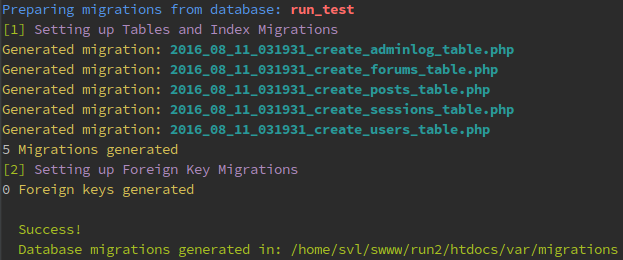 Preparing migrations from database: run_test
[1] Setting up Tables and Index Migrations
Generated migration: 2016_08_11_031931_create_adminlog_table.php
Generated migration: 2016_08_11_031931_create_forums_table.php
Generated migration: 2016_08_11_031931_create_posts_table.php
Generated migration: 2016_08_11_031931_create_sessions_table.php
Generated migration: 2016_08_11_031931_create_users_table.php
5 Migrations generated
[2] Setting up Foreign Key Migrations
0 Foreign keys generated
Success!
Database migrations generated in: /home/svl/swww/run2/htdocs/var/migrations